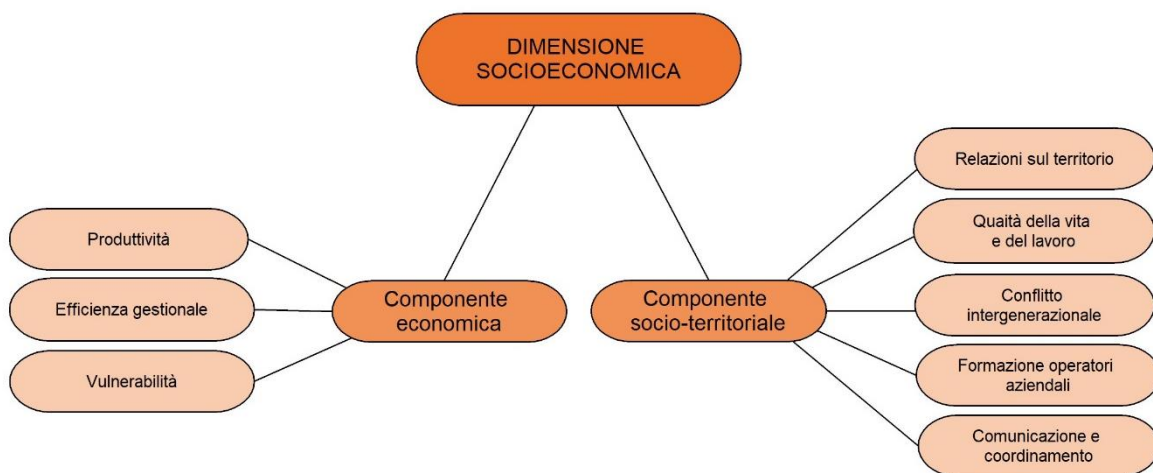 DIMENSIONE
SOCIOECONOMICA
Produttività
Efficienza gestionale
Vulnerabilità
Componente
economica
Componente
socio-territoriale
Relazioni sul territorio
Quaità della vita
e del lavoro
Conflitto
intergenerazionale
Formazione operatori
aziendali
Comunicazione e
coordinamento